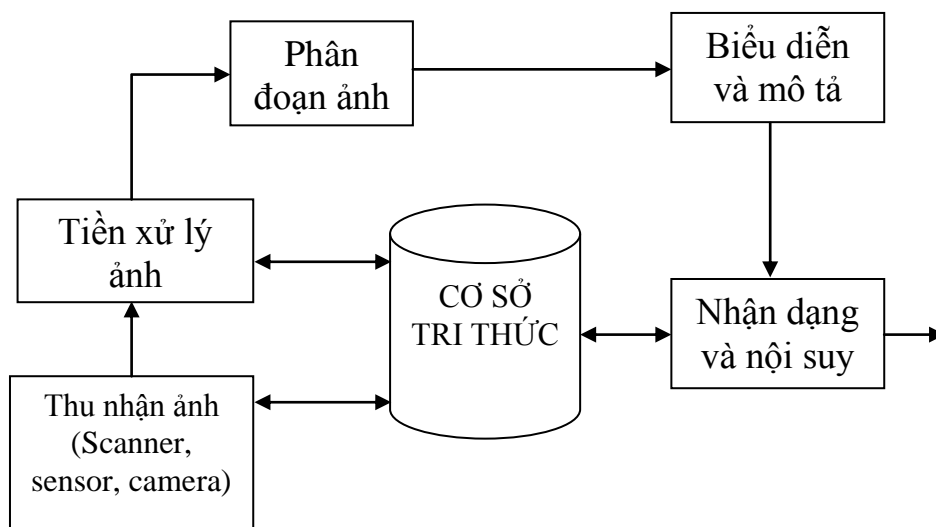 Phân
đoạn ảnh
Biểu diễn
và mô tả
Tiền xử lý
ảnh
CƠ SỞ
TRI THỨC
Nhận dạng
và nội suy
Thu nhận ảnh
(Scanner,
sensor, camera)